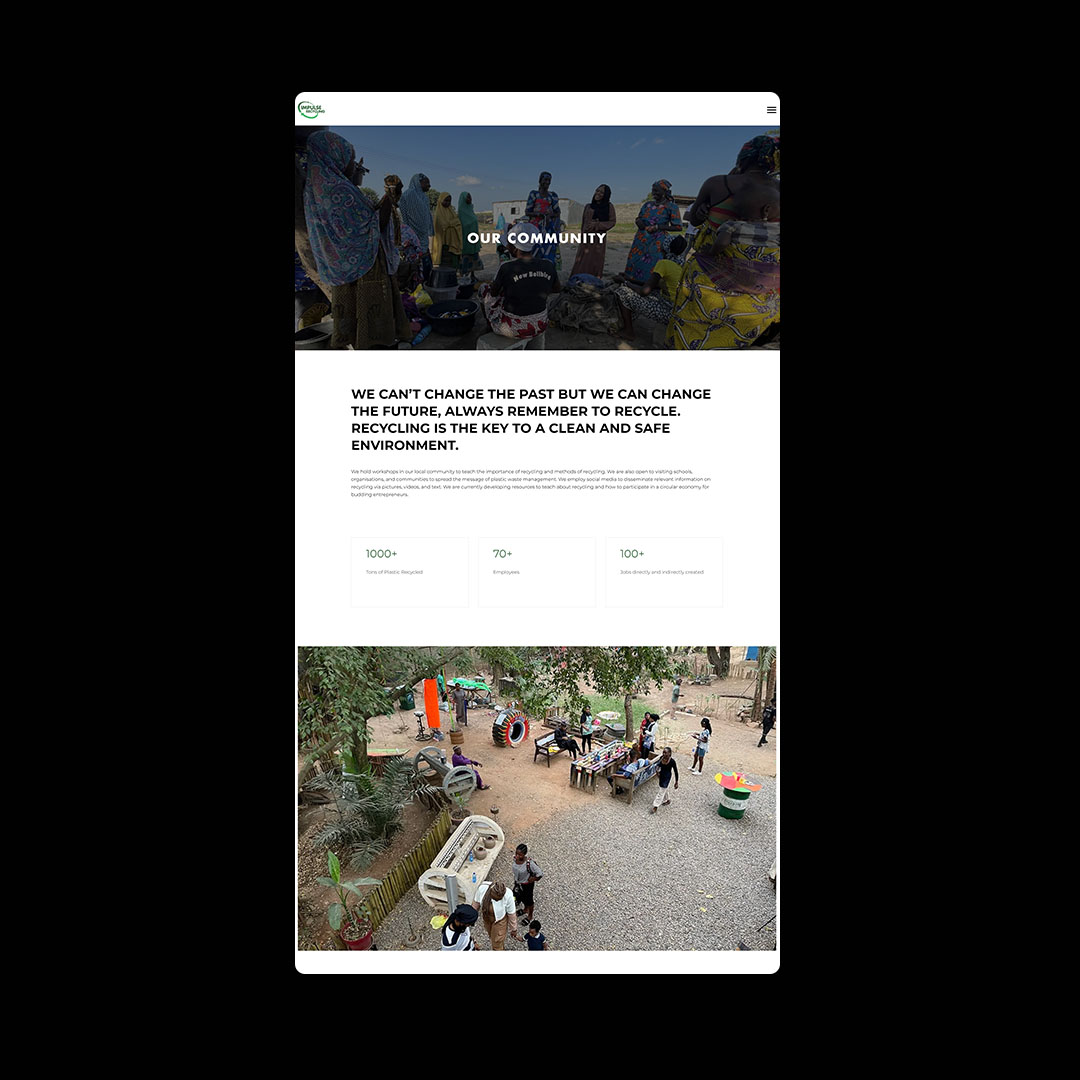 IMPULSE
RECYCLING
OUR COMMUNITY
New Bellbird
WE CAN’T CHANGE THE PAST BUT WE CAN CHANGE
THE FUTURE, ALWAYS REMEMBER TO RECYCLE.
RECYCLING IS THE KEY TO A CLEAN AND SAFE
ENVIRONMENT.
We hold workshops in our local community to teach the importance of recycling and methods of recycling. We are also open to visiting schools,
organisations, and communities to spread the message of plastic waste management. We employ social media to disseminate relevant information on
recycling via pictures, videos, and text. We are currently developing resources to teach about recycling and how to participate in a circular economy for
budding entrepreneurs.
1000+
Tons of Plastic Recycled
70+
Employees
100+
Jobs directly and indirectly created